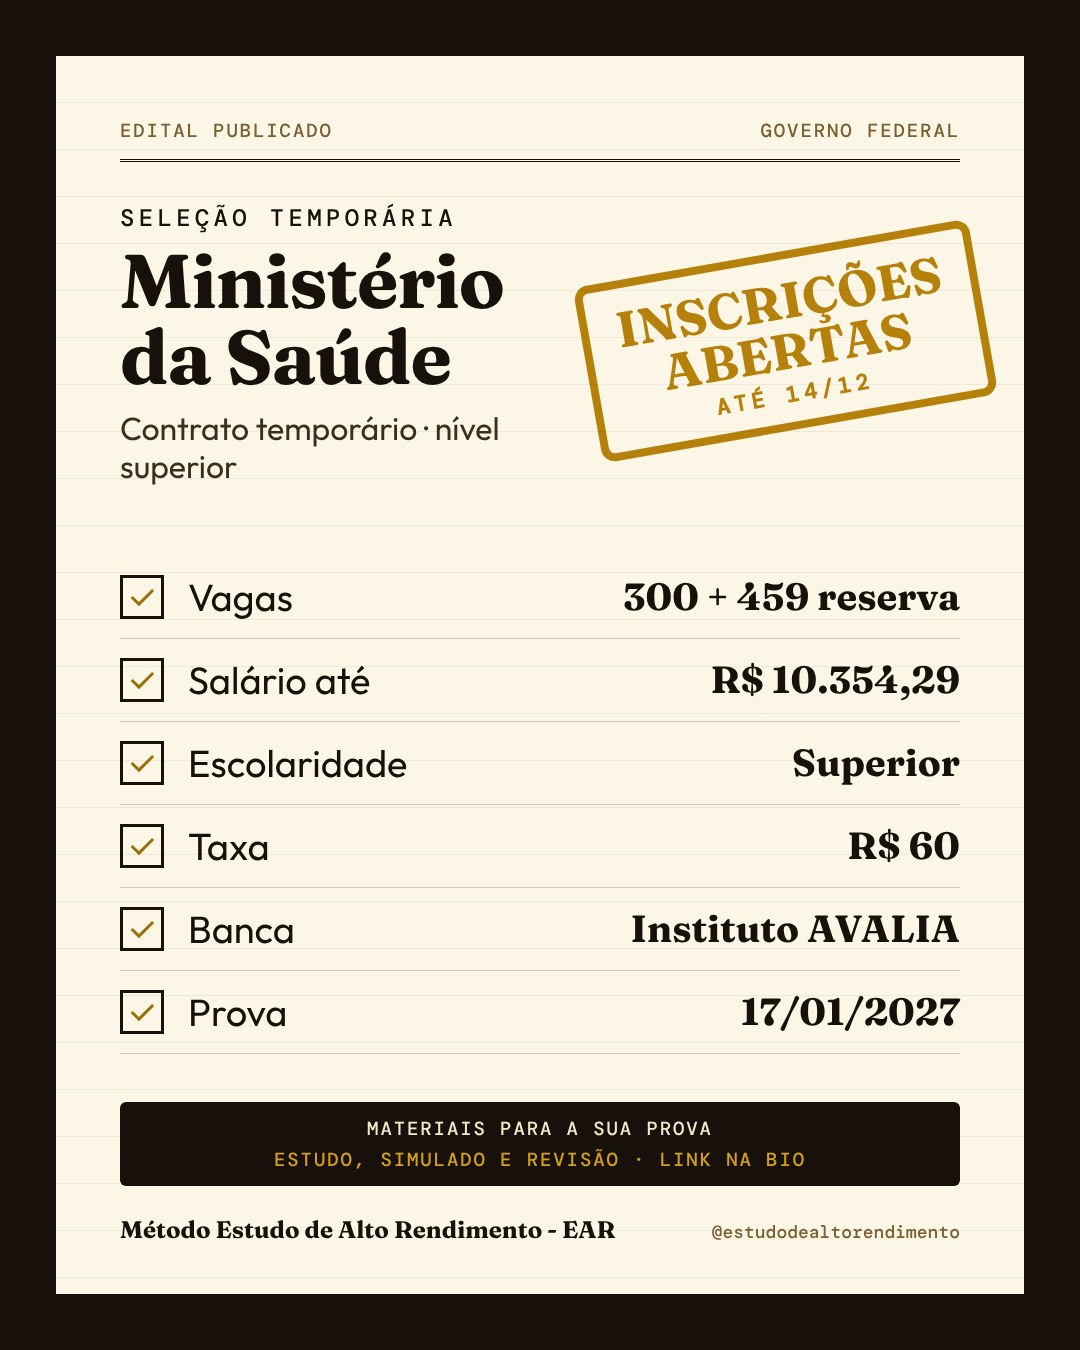 EDITAL PUBLICADO
GOVERNO FEDERAL
SELEÇÃO TEMPORÁRIA
Ministério
da Saúde
Contrato temporário · nível
superior
INSCRIÇÕES
ABERTAS
ATÉ 14/12
Vagas
300 + 459 reserva
Salário até
R$ 10.354,29
Escolaridade
Superior
Taxa
R$ 60
Banca
Instituto AVALIA
Prova
17/01/2027
MATERIAIS PARA A SUA PROVA
ESTUDO, SIMULADO E REVISÃO · LINK NA BIO
Método Estudo de Alto Rendimento - EAR
@estudodealtorendimento